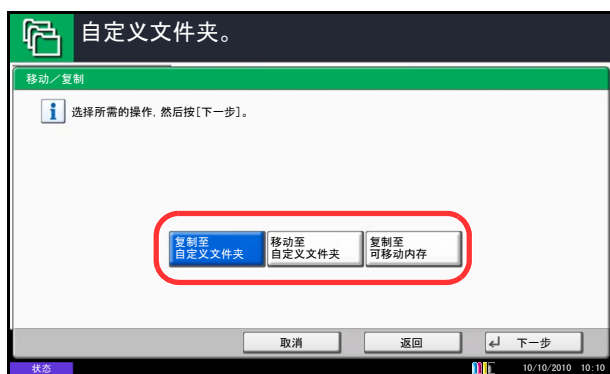 自定义文件夹。
移动／复制
选择所需的操作, 然后按[下一步]。
复制至
自定义文件夹
移动至
自定义文件夹
复制至
可移动内存
取消
返回
下一步
状态
10/10/2010 10:10